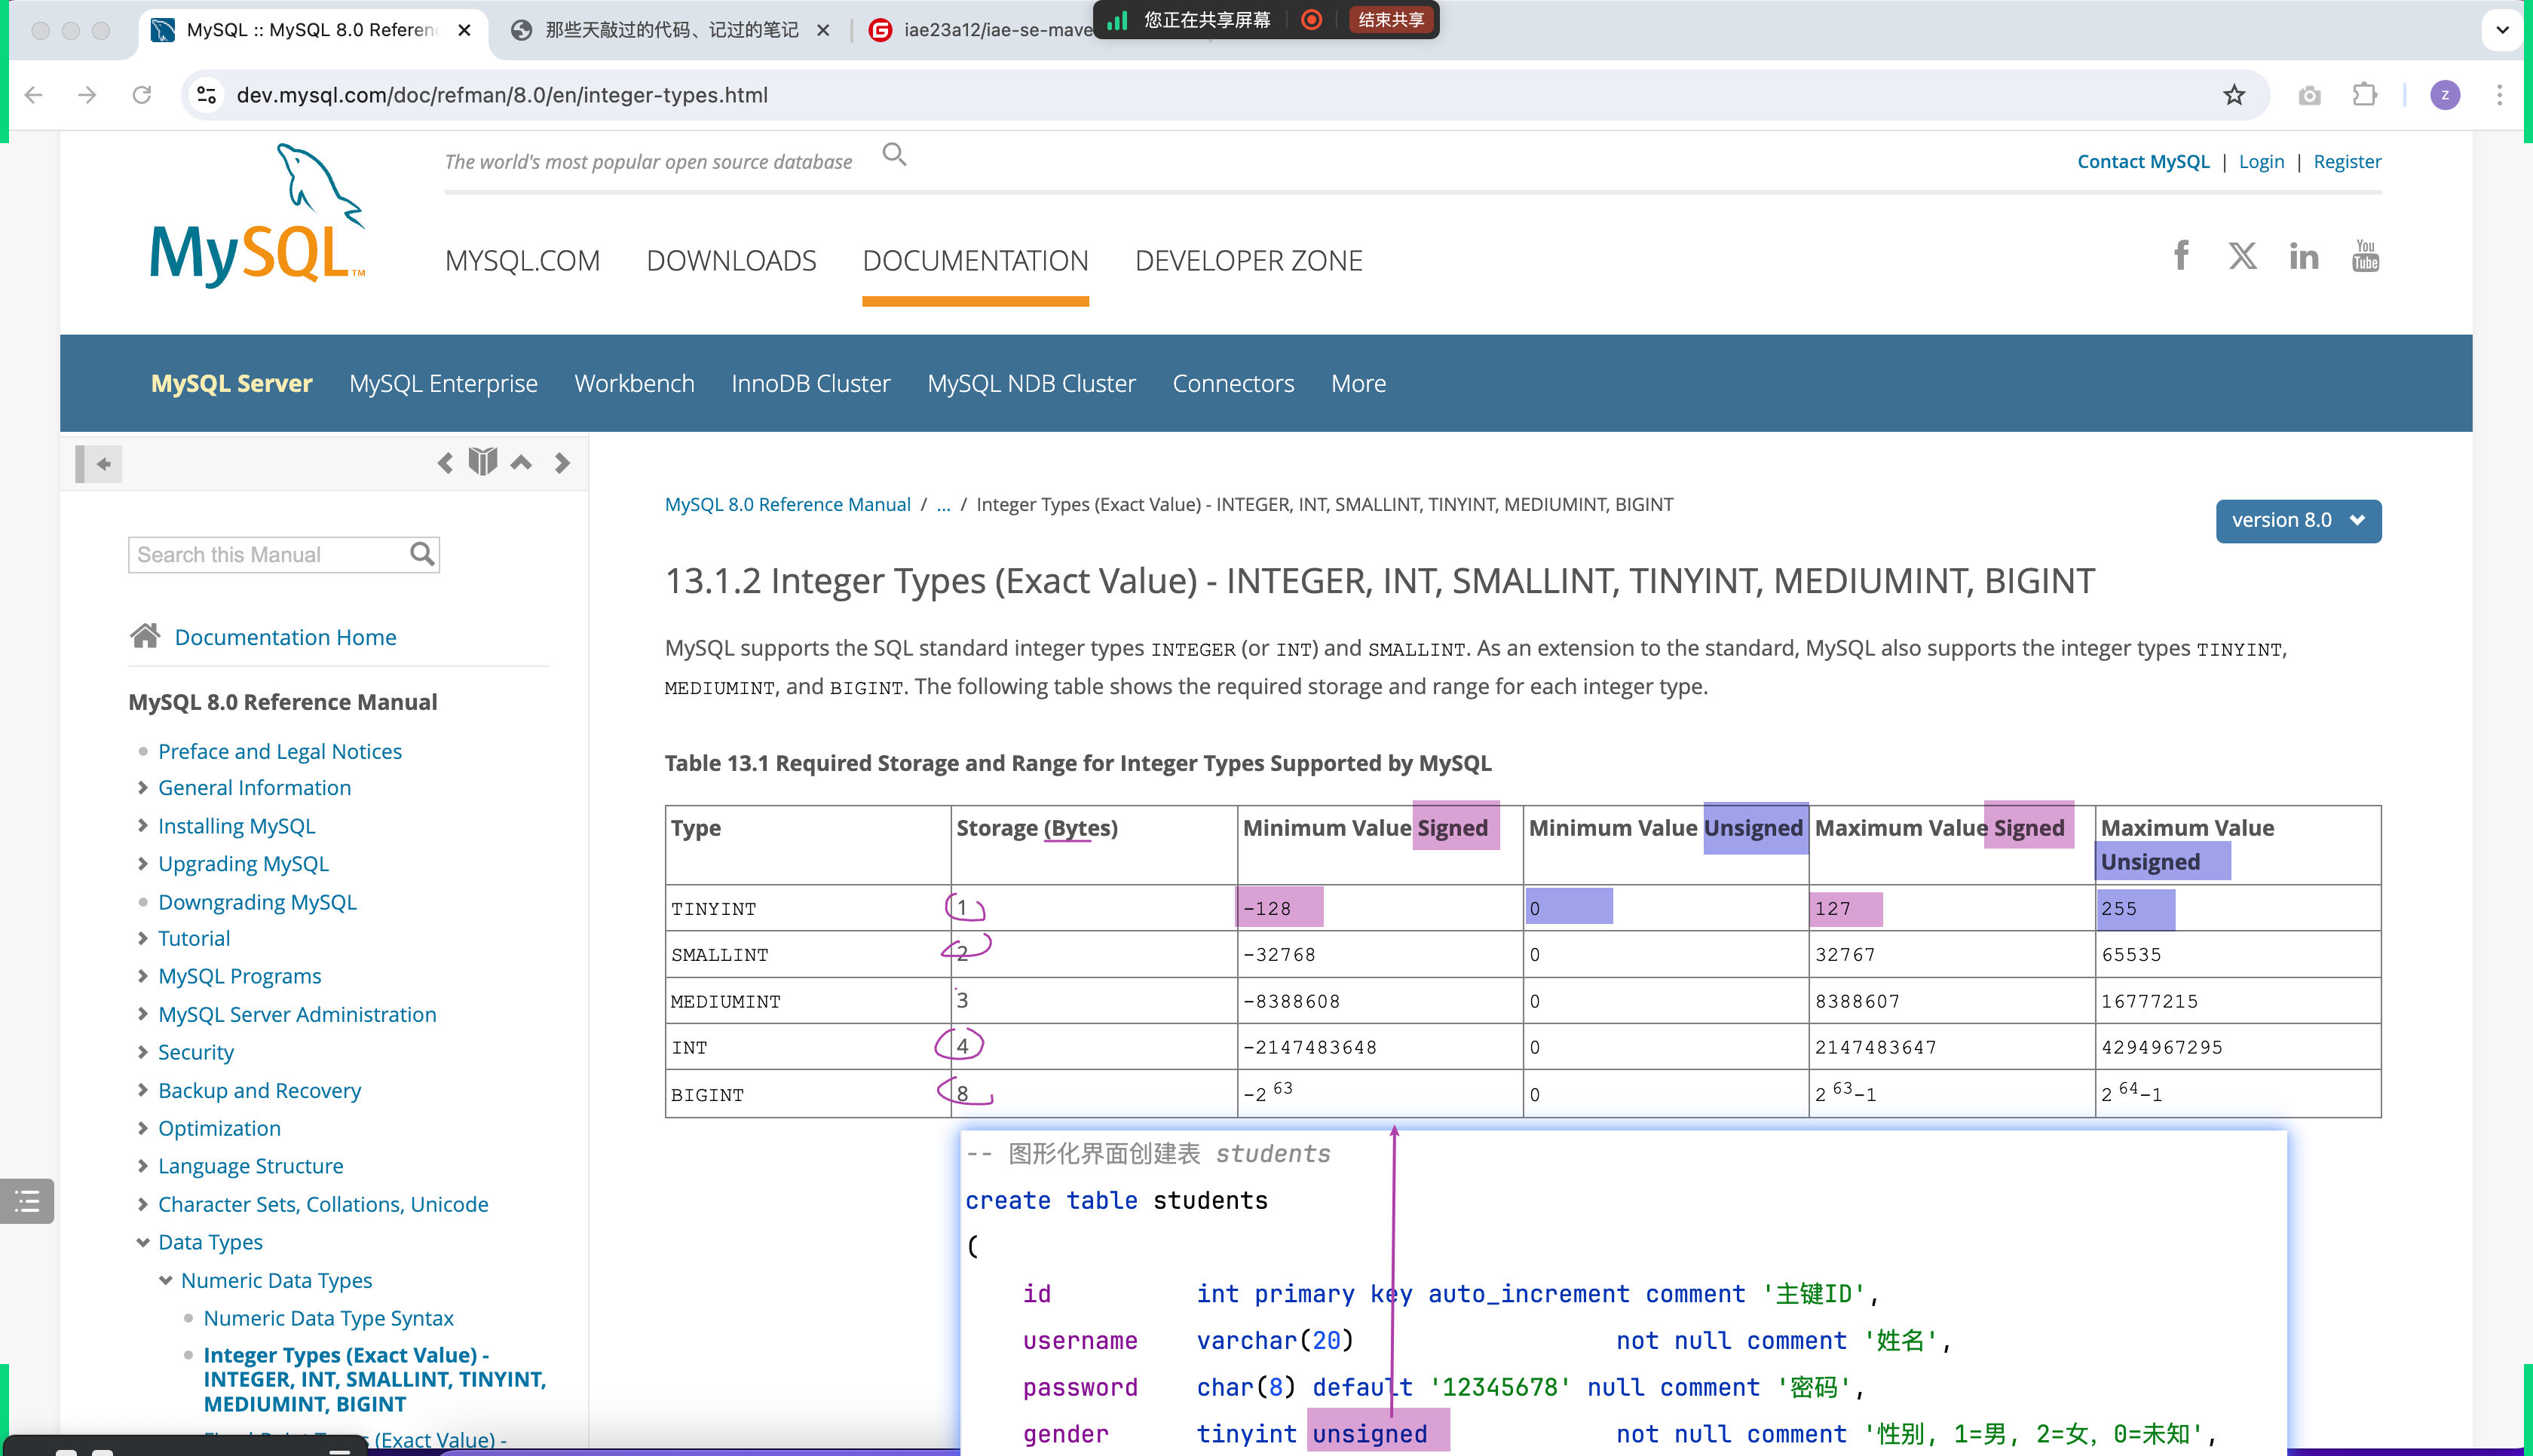 MySQL :: MySQL 8.0 Referen
那些天敲过的代码、记过的笔记
iae23a12/iae-se-mave
您正在共享屏幕
结束共享
dev.mysql.com/doc/refman/8.0/en/integer-types.html
z
The world's most popular open source database
Contact MySQL | Login | Register
MySQL™
MYSQL.COM
DOWNLOADS
DOCUMENTATION
DEVELOPER ZONE
You Tube
MySQL Server
MySQL Enterprise
Workbench
InnoDB Cluster
MySQL NDB Cluster
Connectors
More
Search this Manual
Documentation Home
MySQL 8.0 Reference Manual
Preface and Legal Notices
General Information
Installing MySQL
Upgrading MySQL
Downgrading MySQL
Tutorial
MySQL Programs
MySQL Server Administration
Security
Backup and Recovery
Optimization
Language Structure
Character Sets, Collations, Unicode
Data Types
Numeric Data Types
Numeric Data Type Syntax
Integer Types (Exact Value) -
INTEGER, INT, SMALLINT, TINYINT,
MEDIUMINT, BIGINT
(Exact Value) -
MySQL 8.0 Reference Manual / ... / Integer Types (Exact Value) - INTEGER, INT, SMALLINT, TINYINT, MEDIUMINT, BIGINT
version 8.0
13.1.2 Integer Types (Exact Value) - INTEGER, INT, SMALLINT, TINYINT, MEDIUMINT, BIGINT
MySQL supports the SQL standard integer types INTEGER (or INT) and SMALLINT. As an extension to the standard, MySQL also supports the integer types TINYINT,
MEDIUMINT, and BIGINT. The following table shows the required storage and range for each integer type.
Table 13.1 Required Storage and Range for Integer Types Supported by MySQL
Type Storage (Bytes) Minimum Value Signed Minimum Value Unsigned Maximum Value Signed Maximum Value
Unsigned
TINYINT 1 -128 0 127 255
SMALLINT 2 -32768 0 32767 65535
MEDIUMINT 3 -8388608 0 8388607 16777215
INT 4 -2147483648 0 2147483647 4294967295
BIGINT 8 -2^63 0 2^63-1 2^64-1
-- 图形化界面创建表 students
create table students
(
id int primary key auto_increment comment '主键ID',
username varchar(20) not null comment '姓名',
password char(8) default '12345678' null comment '密码',
gender tinyint unsigned not null comment '性别, 1=男, 2=女, 0=未知',